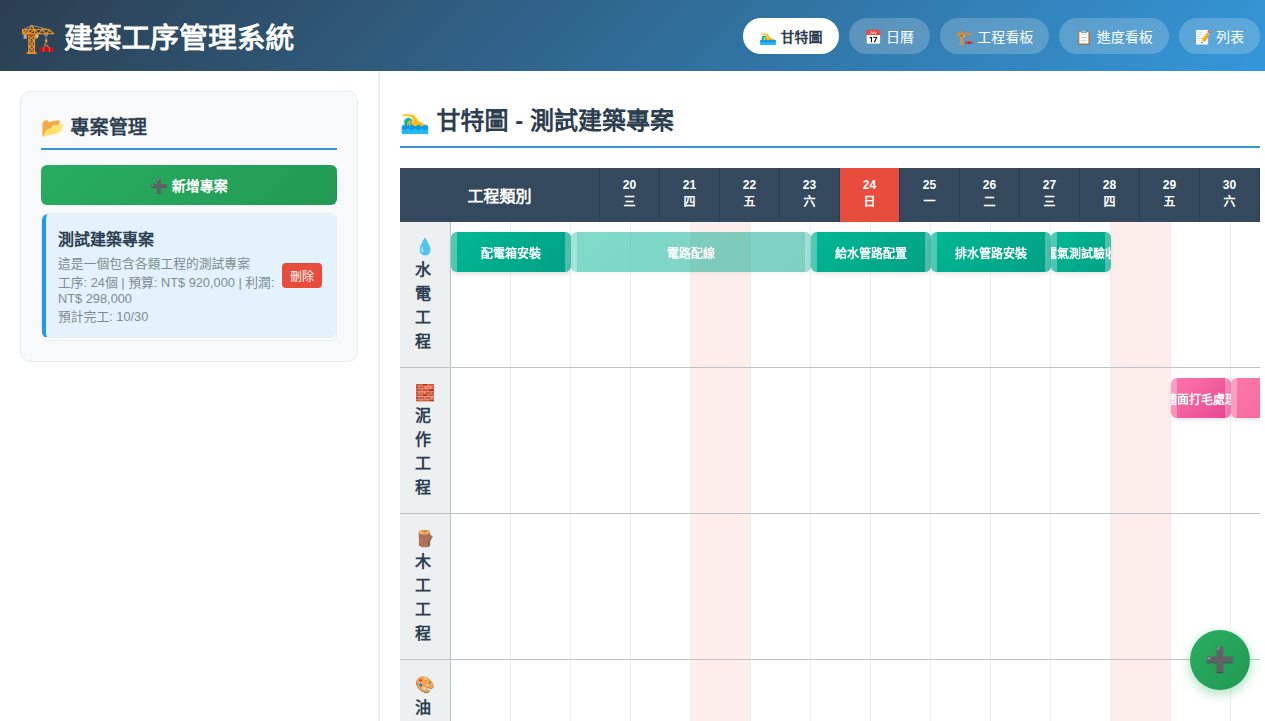 建築工序管理系統
甘特圖
日曆
工程看板
進度看板
列表
專案管理
新增專案
測試建築專案
這是一個包含各類工程的測試專案
工序: 24個 | 預算: NT$ 920,000 | 利潤:
NT$ 298,000
預計完工: 10/30
刪除
甘特圖 - 測試建築專案
工程類別
20 三
21 四
22 五
23 六
24 日
25 一
26 二
27 三
28 四
29 五
30 六
水電工程
配電箱安裝
電路配線
給水管路配置
排水管路安裝
氣測試驗
泥作工程
面打毛處
木工工程
油